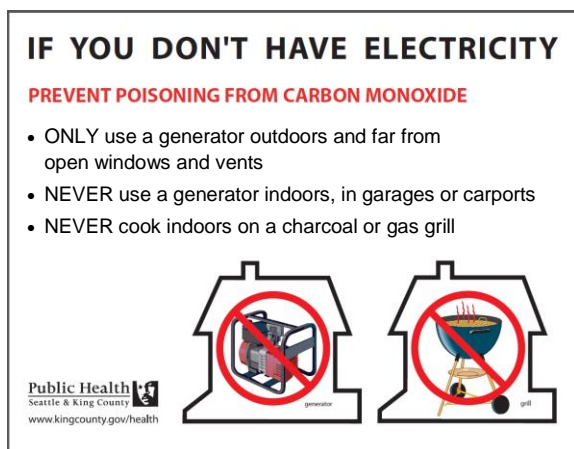 IF YOU DON'T HAVE ELECTRICITY
PREVENT POISONING FROM CARBON MONOXIDE
• ONLY use a generator outdoors and far from
open windows and vents
• NEVER use a generator indoors, in garages or carports
• NEVER cook indoors on a charcoal or gas grill
generator
grill
Public Health
Seattle & King County
www.kingcounty.gov/health